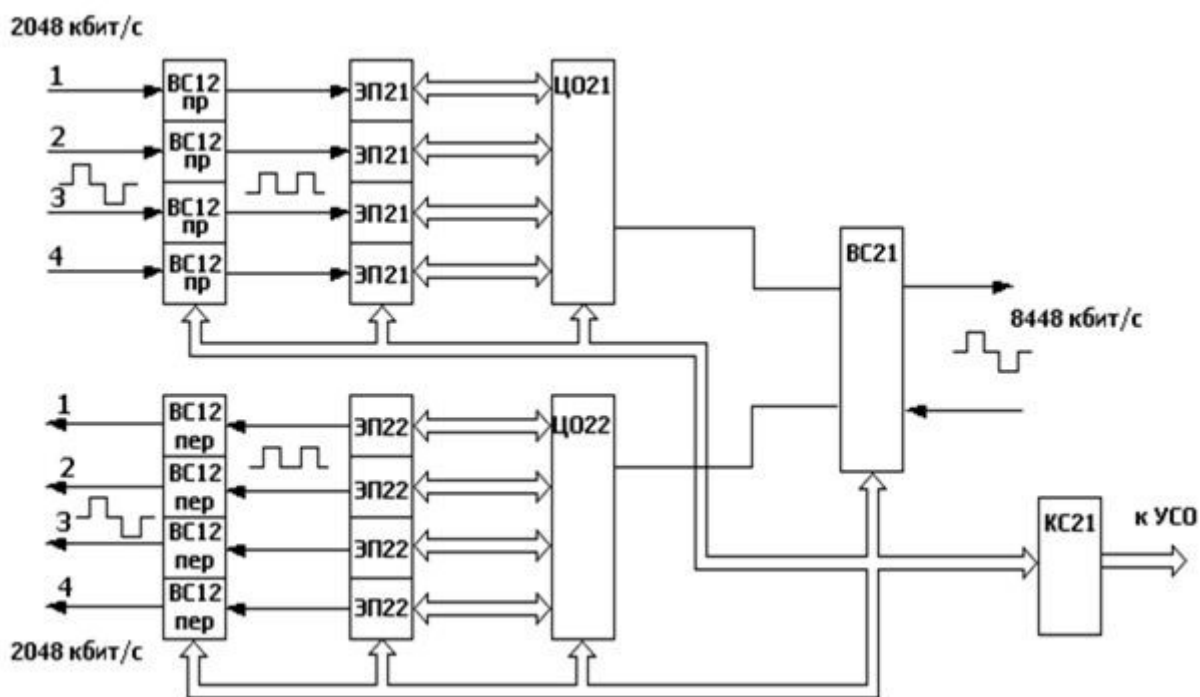 2048 кбит/с
1
ВС12
пр
ЭП21
ЦО21
2
ВС12
пр
ЭП21
3
ВС12
пр
ЭП21
4
ВС12
пр
ЭП21
ВС21
8448 кбит/с
1
ВС12
пер
ЭП22
ЦО22
2
ВС12
пер
ЭП22
3
ВС12
пер
ЭП22
4
ВС12
пер
ЭП22
КС21
к УСО
2048 кбит/с